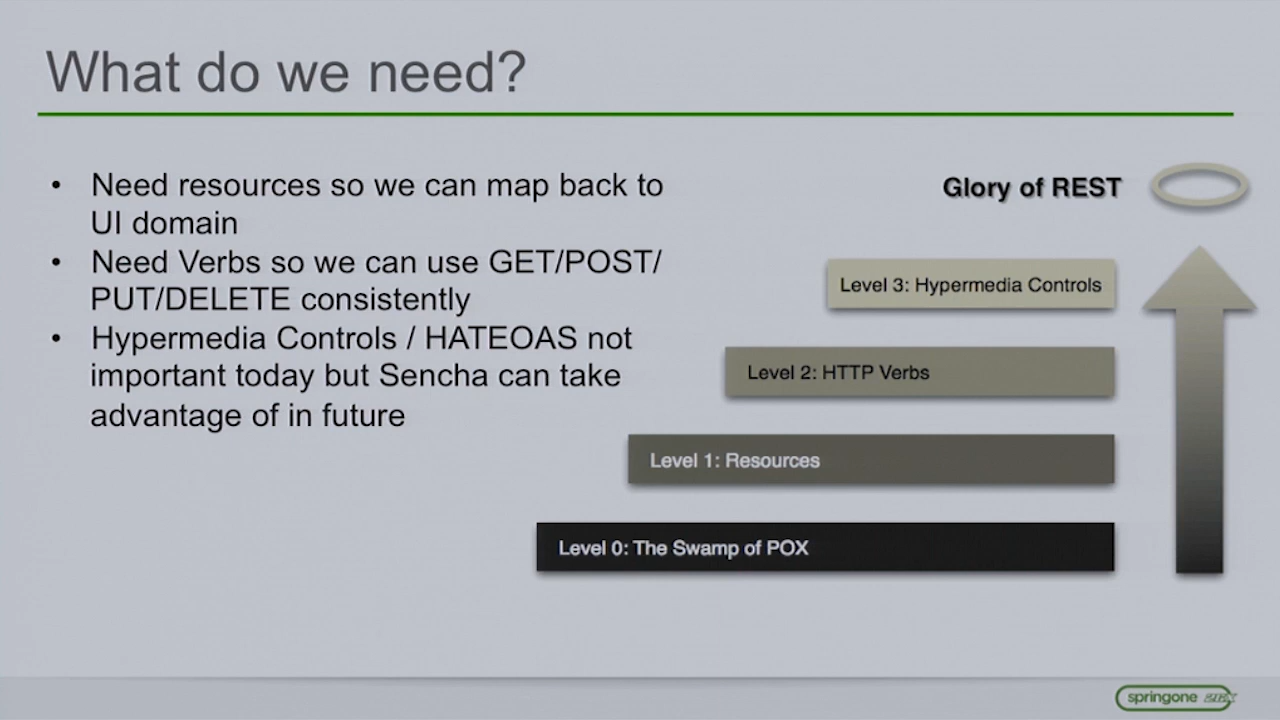 What do we need?
• Need resources so we can map back to
UI domain
• Need Verbs so we can use GET/POST/
PUT/DELETE consistently
• Hypermedia Controls / HATEOAS not
important today but Sencha can take
advantage of in future
Glory of REST
Level 3: Hypermedia Controls
Level 2: HTTP Verbs
Level 1: Resources
Level 0: The Swamp of POX
springone 2GX